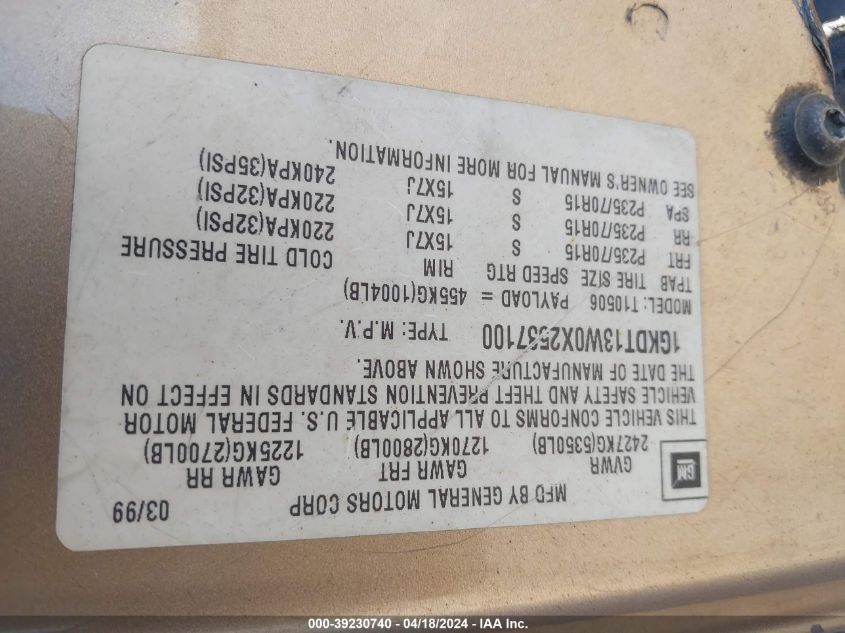 MFD BY GENERAL MOTORS CORP 03/99
GM
GVWR GAWR FRT GAWR RR
2427KG(5350LB) 1270KG(2800LB) 1225KG(2700LB)
THIS VEHICLE CONFORMS TO ALL APPLICABLE U.S. FEDERAL MOTOR
VEHICLE SAFETY AND THEFT PREVENTION STANDARDS IN EFFECT ON
THE DATE OF MANUFACTURE SHOWN ABOVE.
1GKDT13W0X2537100 TYPE: M.P.V.
MODEL: T10506 PAYLOAD = 455KG(1004LB)
TPAB TIRE SIZE SPEED RTG RIM COLD TIRE PRESSURE
FRT P235/70R15 S 15X7J 220KPA(32PSI)
RR P235/70R15 S 15X7J 220KPA(32PSI)
SPA P235/70R15 S 15X7J 240KPA(35PSI)
SEE OWNER'S MANUAL FOR MORE INFORMATION.
000-39230740 - 04/18/2024 - IAA Inc.